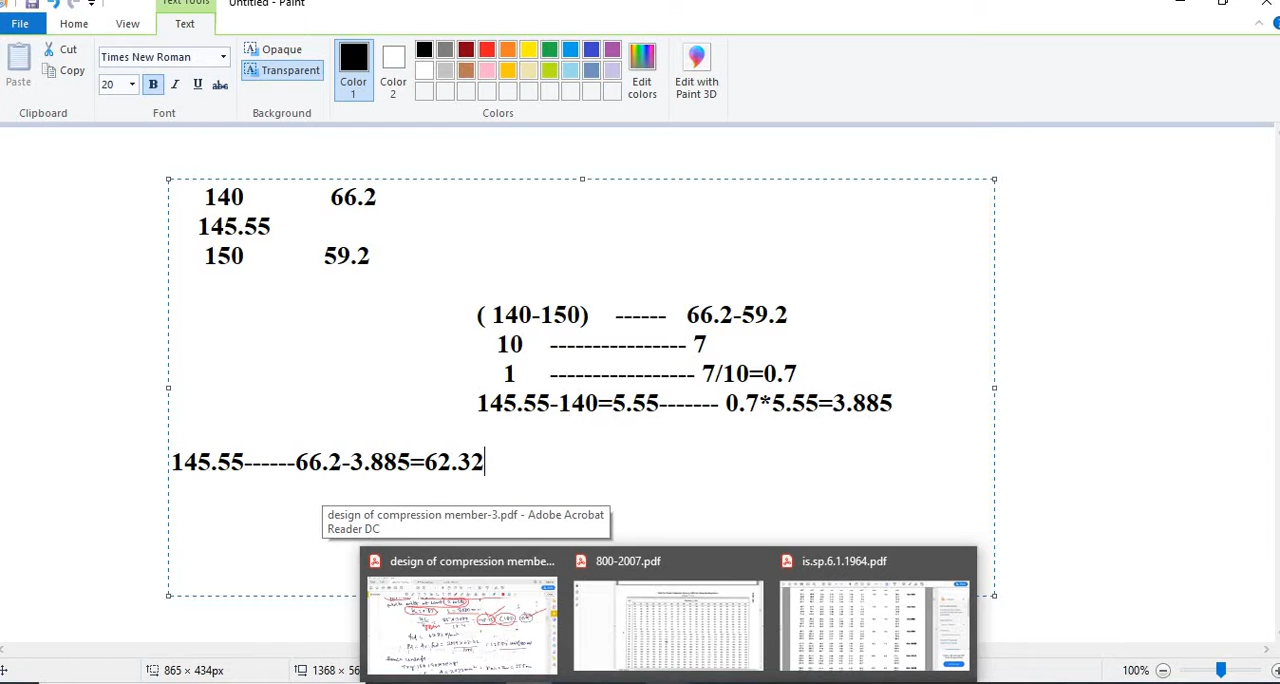 Text Tools
Untitled - Paint
File
Home
View
Text
Cut
Paste
Copy
Clipboard
Times New Roman
20
B
I
U
abc
Font
Opaque
Transparent
Background
Color
1
Color
2
Edit
colors
Colors
Edit with
Paint 3D
140 66.2
145.55
150 59.2
( 140-150) ------ 66.2-59.2
10 ---------------- 7
1 ----------------- 7/10=0.7
145.55-140=5.55------- 0.7*5.55=3.885
145.55------66.2-3.885=62.32
design of compression member-3.pdf - Adobe Acrobat
Reader DC
design of compression membe...
800-2007.pdf
is.sp.6.1.1964.pdf
865 × 434px
1368 × 56
100%